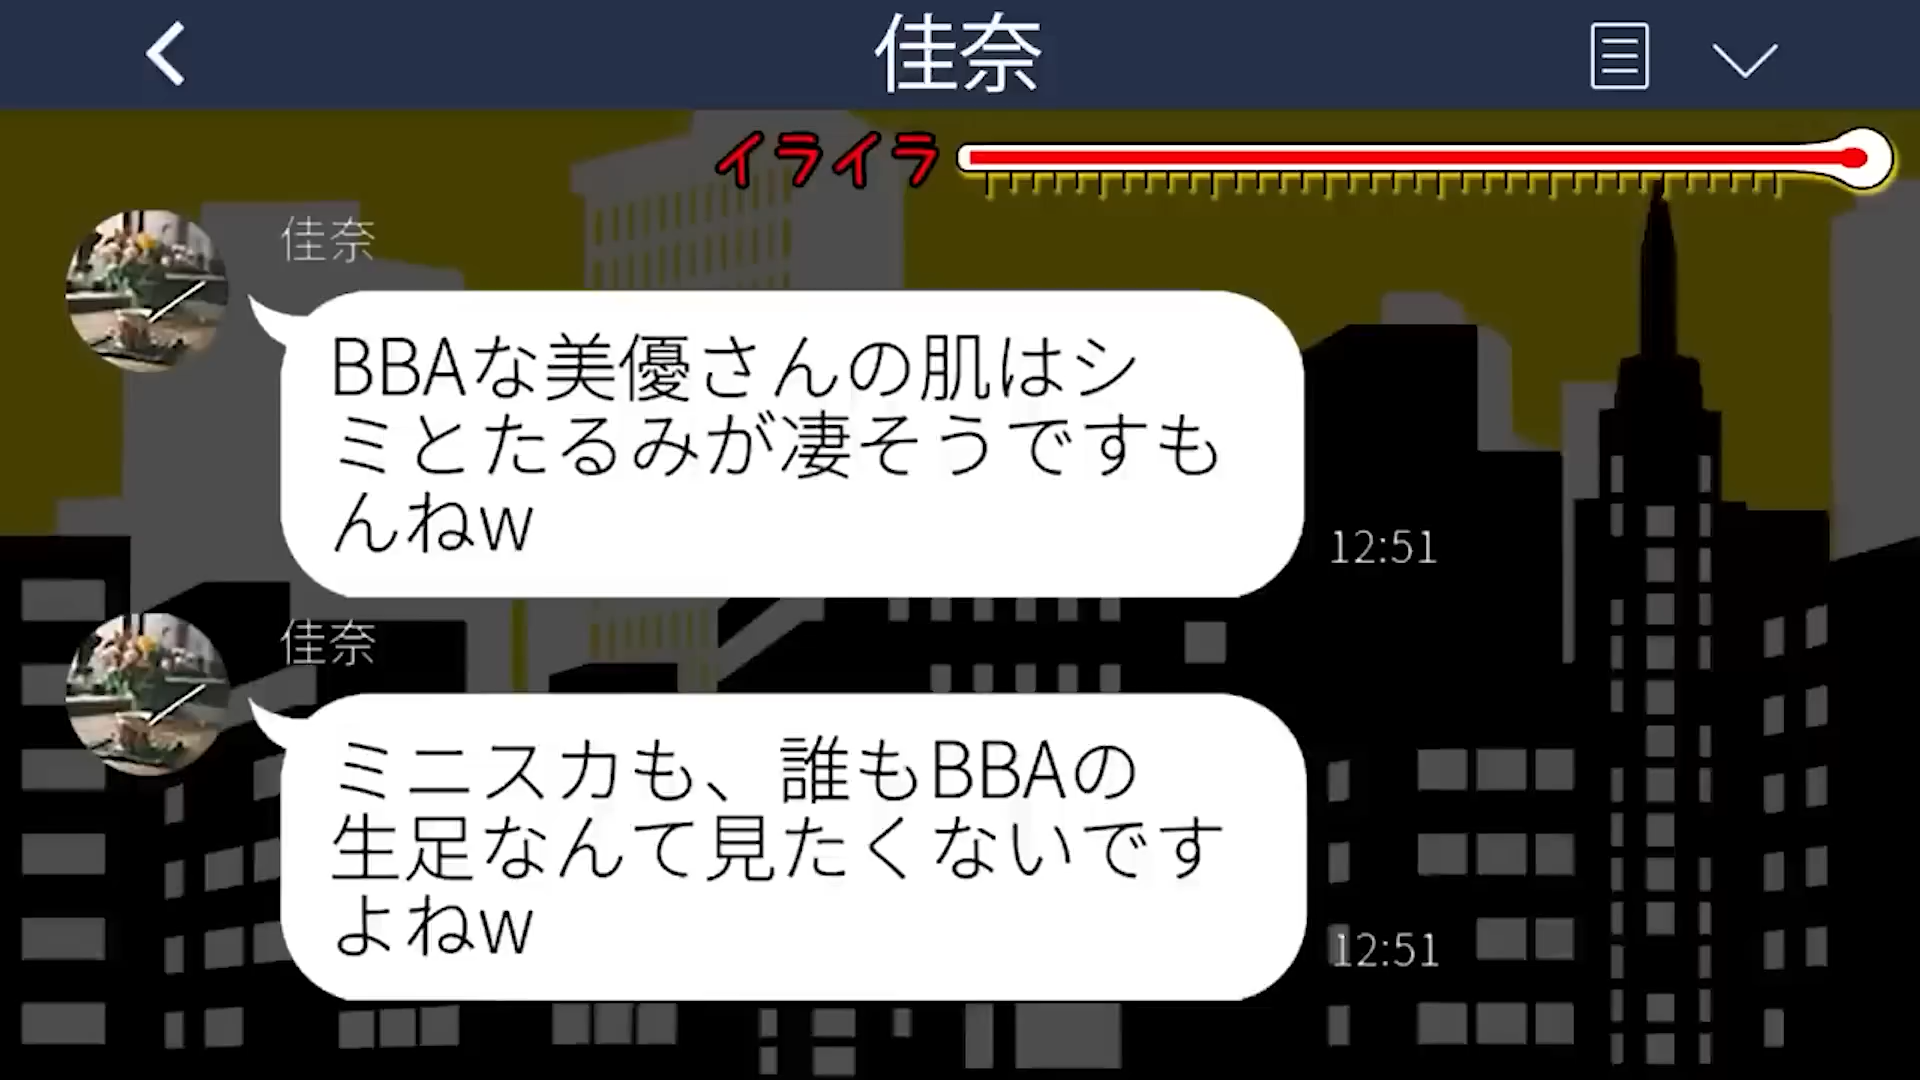 佳奈
イライラ
佳奈
BBAな美優さんの肌はシ
ミとたるみが凄そうですも
んねw
12:51
佳奈
ミニスカも、誰もBBAの
生足なんて見たくないです
よねw
12:51